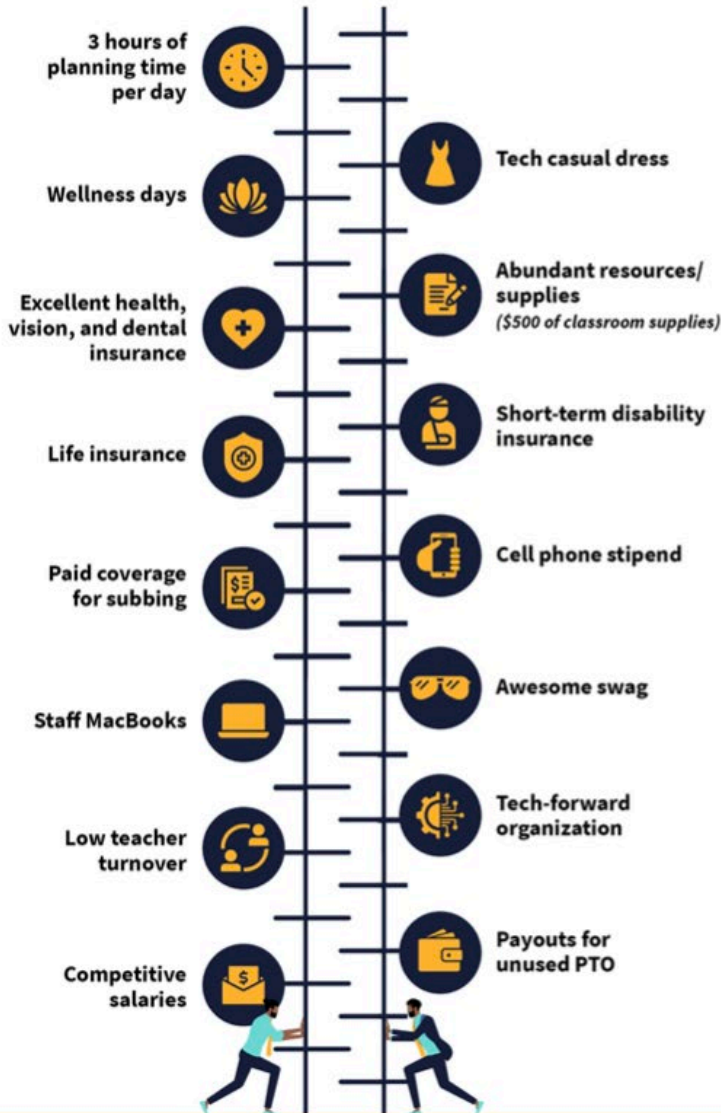 3 hours of
planning time
per day
Tech casual dress
Wellness days
Abundant resources/
supplies
($500 of classroom supplies)
Excellent health,
vision, and dental
insurance
Short-term disability
insurance
Life insurance
Cell phone stipend
Paid coverage
for subbing
Awesome swag
Staff MacBooks
Tech-forward
organization
Low teacher
turnover
Payouts for
unused PTO
Competitive
salaries
$
$